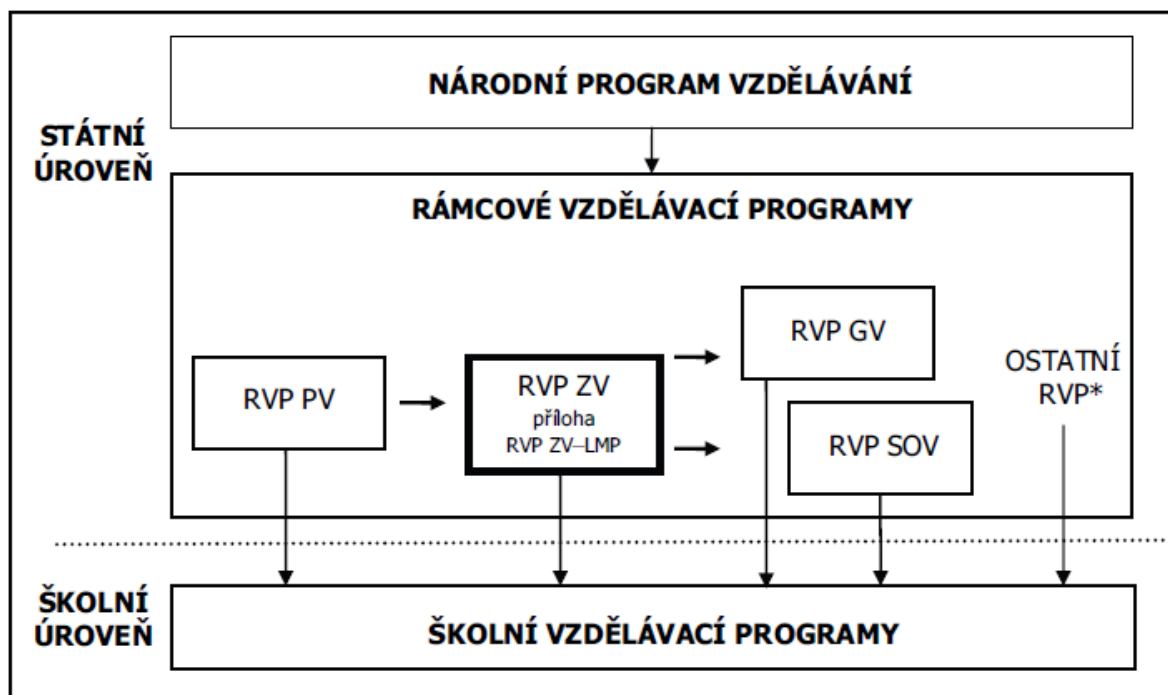 NÁRODNÍ PROGRAM VZDĚLÁVÁNÍ
STÁTNÍ
ÚROVEŇ
RÁMCOVÉ VZDĚLÁVACÍ PROGRAMY
RVP PV
RVP ZV
příloha
RVP ZV–LMP
RVP GV
RVP SOV
OSTATNÍ
RVP*
ŠKOLNÍ
ÚROVEŇ
ŠKOLNÍ VZDĚLÁVACÍ PROGRAMY